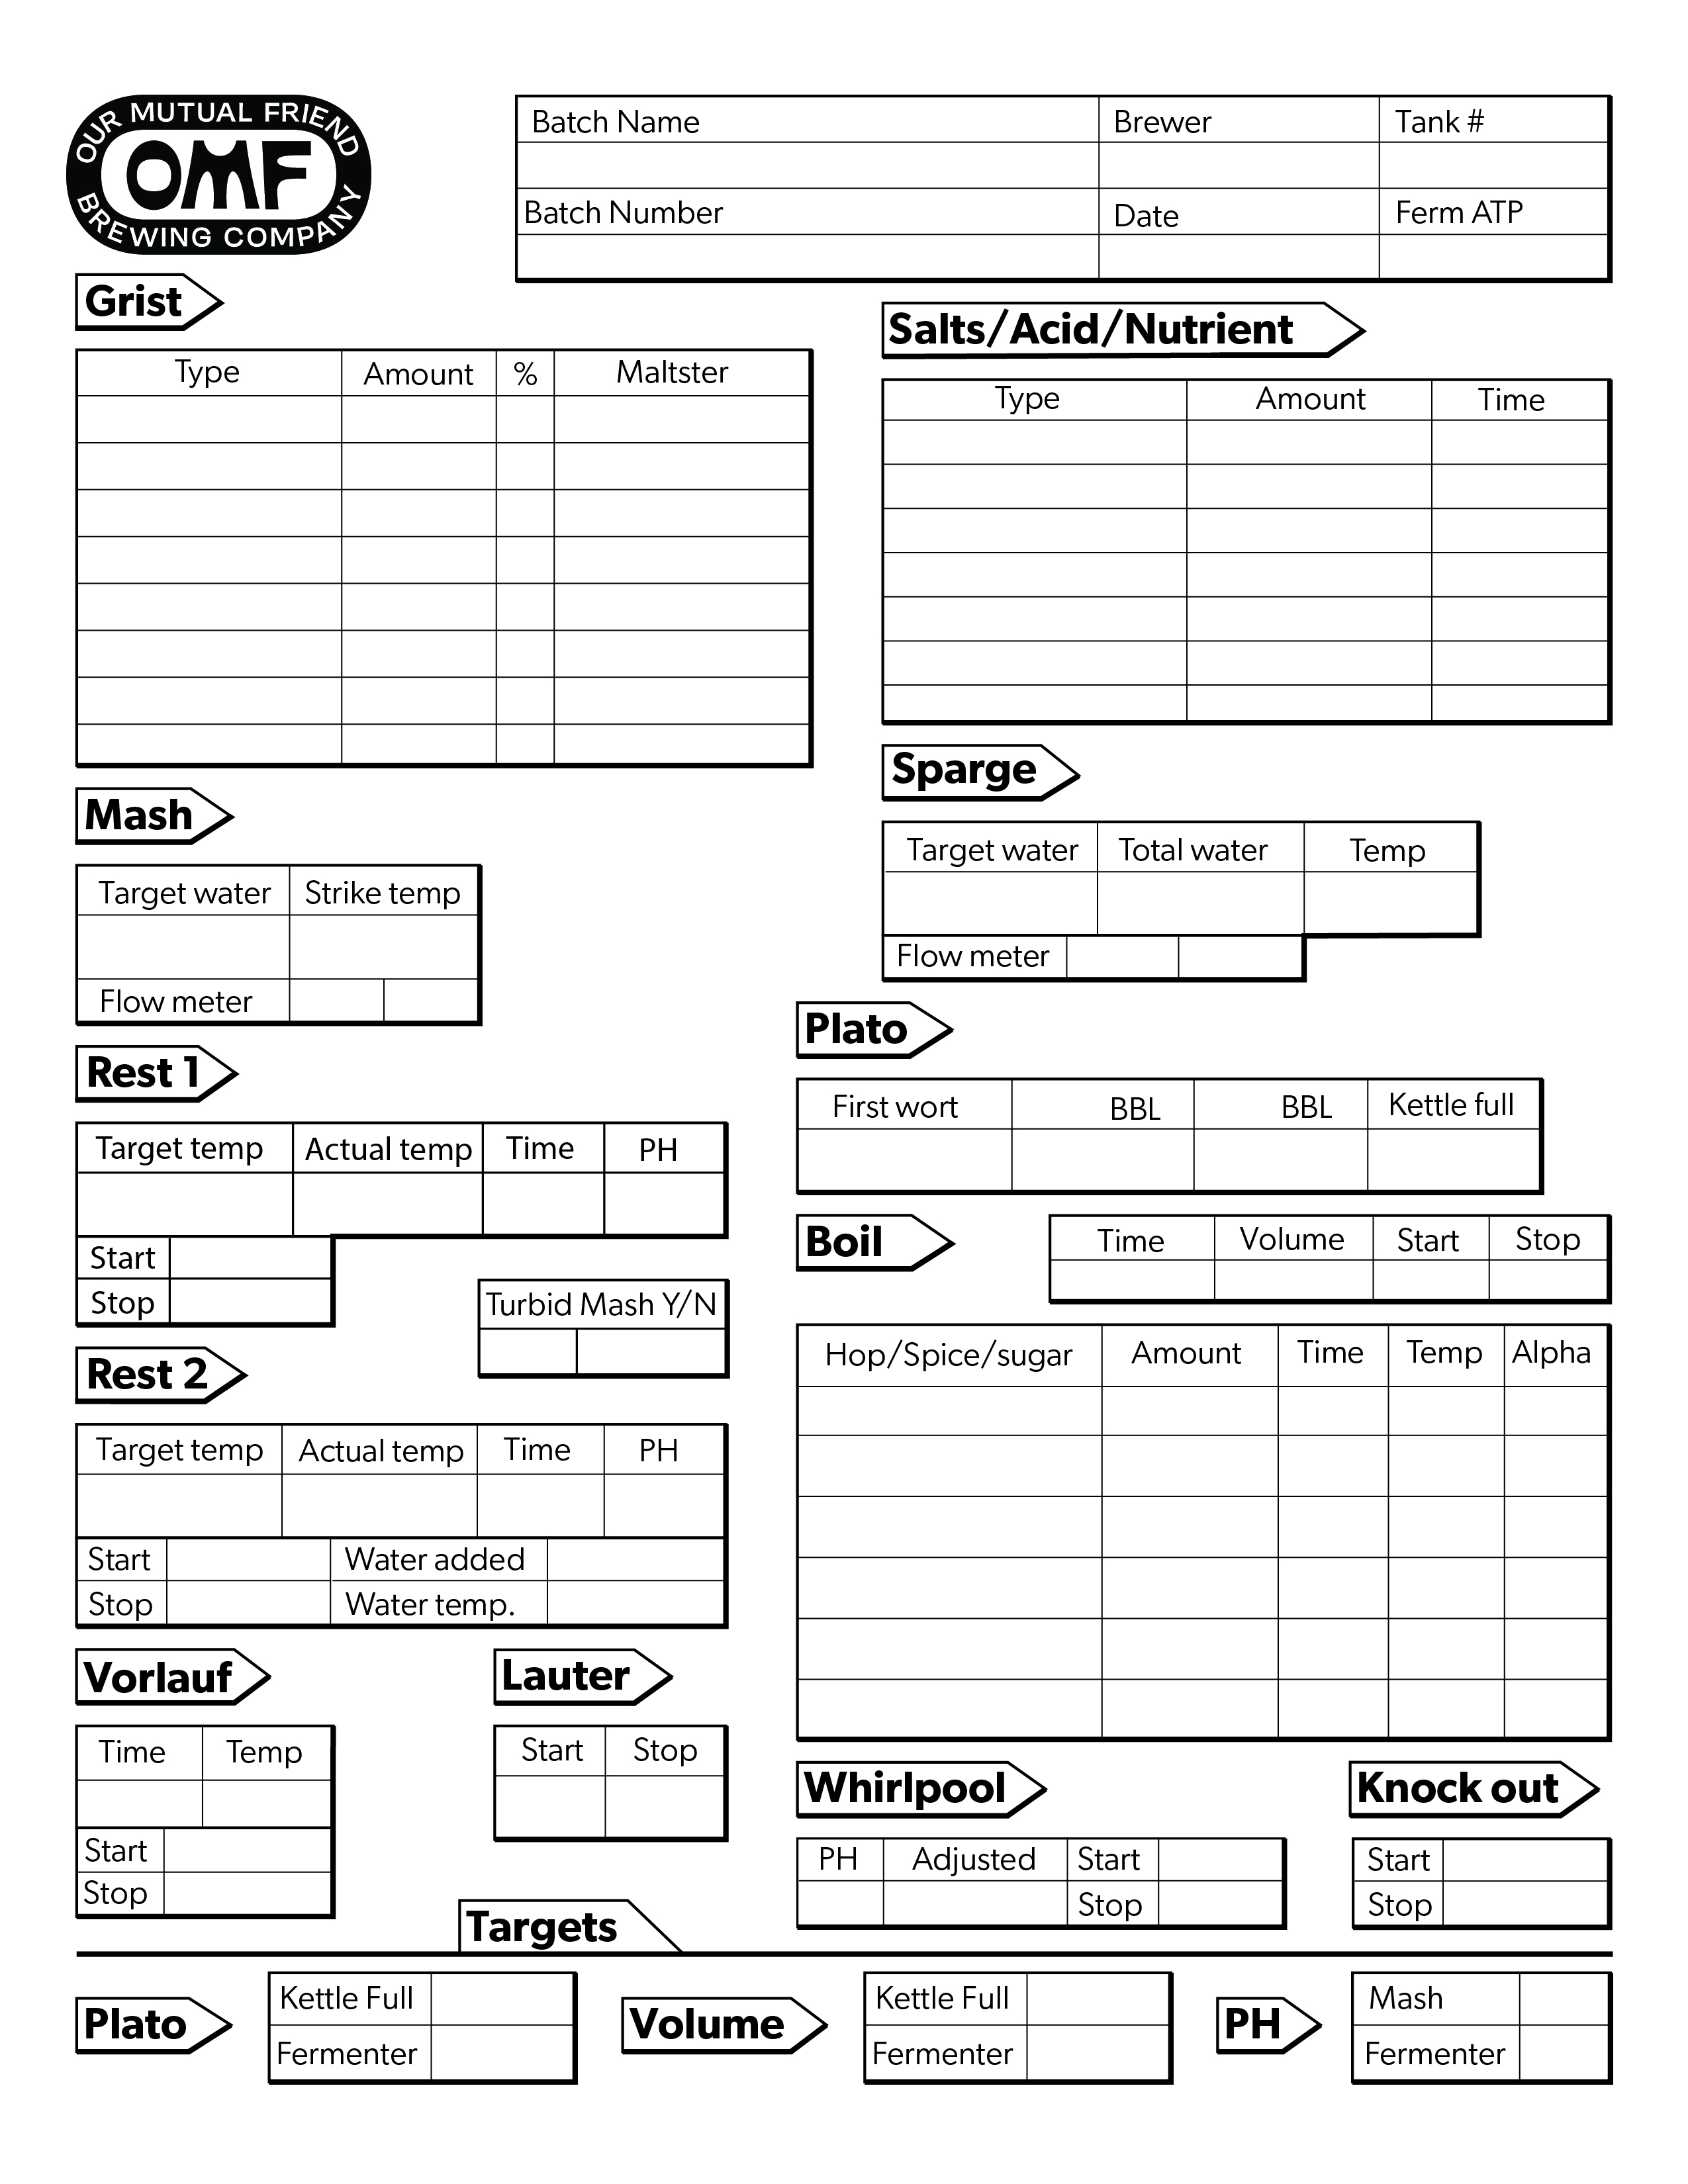 OUR MUTUAL FRIEND
OMF
BREWING COMPANY
Batch Name Brewer Tank #
Batch Number Date Ferm ATP
Grist
Type Amount % Maltster
Salts/Acid/Nutrient
Type Amount Time
Mash
Target water Strike temp
Flow meter
Sparge
Target water Total water Temp
Flow meter
Rest 1
Target temp Actual temp Time PH
Start
Stop
Turbid Mash Y/N
Rest 2
Target temp Actual temp Time PH
Start Water added
Stop Water temp.
Vorlauf
Time Temp
Start
Stop
Lauter
Start Stop
Plato
First wort BBL BBL Kettle full
Boil
Time Volume Start Stop
Hop/Spice/sugar Amount Time Temp Alpha
Whirlpool
PH Adjusted Start
Stop
Knock out
Start
Stop
Targets
Plato
Kettle Full
Fermenter
Volume
Kettle Full
Fermenter
PH
Mash
Fermenter